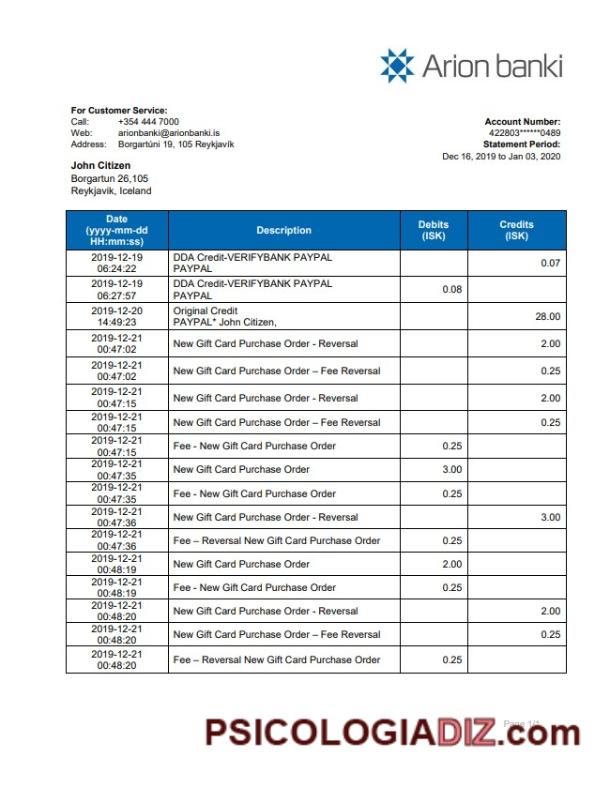 Arion banki
For Customer Service:
Call: +354 444 7000
Web: arionbanki@arionbanki.is
Address: Borgartúni 19, 105 Reykjavík
Account Number:
422803******0489
Statement Period:
Dec 16, 2019 to Jan 03, 2020
John Citizen
Borgartun 26,105
Reykjavik, Iceland
Date
(yyyy-mm-dd
HH:mm:ss)
Description
Debits
(ISK)
Credits
(ISK)
2019-12-19
06:24:22
DDA Credit-VERIFYBANK PAYPAL
PAYPAL
0.07
2019-12-19
06:27:57
DDA Credit-VERIFYBANK PAYPAL
PAYPAL
0.08
2019-12-20
14:49:23
Original Credit
PAYPAL* John Citizen,
28.00
2019-12-21
00:47:02
New Gift Card Purchase Order - Reversal
2.00
2019-12-21
00:47:02
New Gift Card Purchase Order – Fee Reversal
0.25
2019-12-21
00:47:15
New Gift Card Purchase Order - Reversal
2.00
2019-12-21
00:47:15
New Gift Card Purchase Order – Fee Reversal
0.25
2019-12-21
00:47:15
Fee - New Gift Card Purchase Order
0.25
2019-12-21
00:47:35
New Gift Card Purchase Order
3.00
2019-12-21
00:47:35
Fee - New Gift Card Purchase Order
0.25
2019-12-21
00:47:36
New Gift Card Purchase Order - Reversal
3.00
2019-12-21
00:47:36
Fee – Reversal New Gift Card Purchase Order
0.25
2019-12-21
00:48:19
New Gift Card Purchase Order
2.00
2019-12-21
00:48:19
Fee - New Gift Card Purchase Order
0.25
2019-12-21
00:48:20
New Gift Card Purchase Order - Reversal
2.00
2019-12-21
00:48:20
New Gift Card Purchase Order – Fee Reversal
0.25
2019-12-21
00:48:20
Fee – Reversal New Gift Card Purchase Order
0.25
Page 1/1
PSICOLOGIADIZ.com